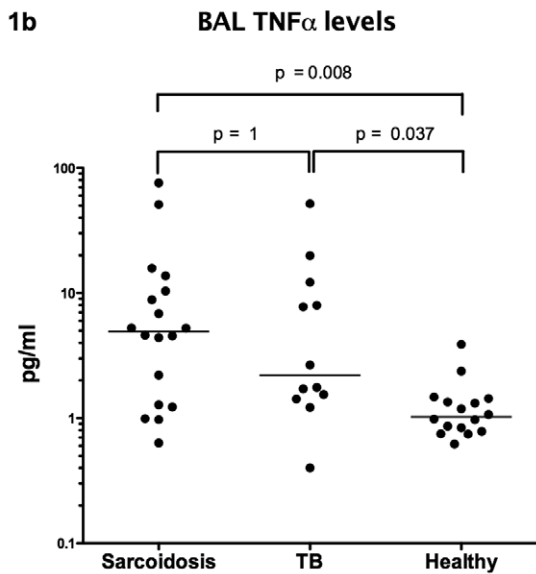 1b
BAL TNFα levels
p = 0.008
p = 1
p = 0.037
100
10
1
0.1
pg/ml
Sarcoidosis
TB
Healthy